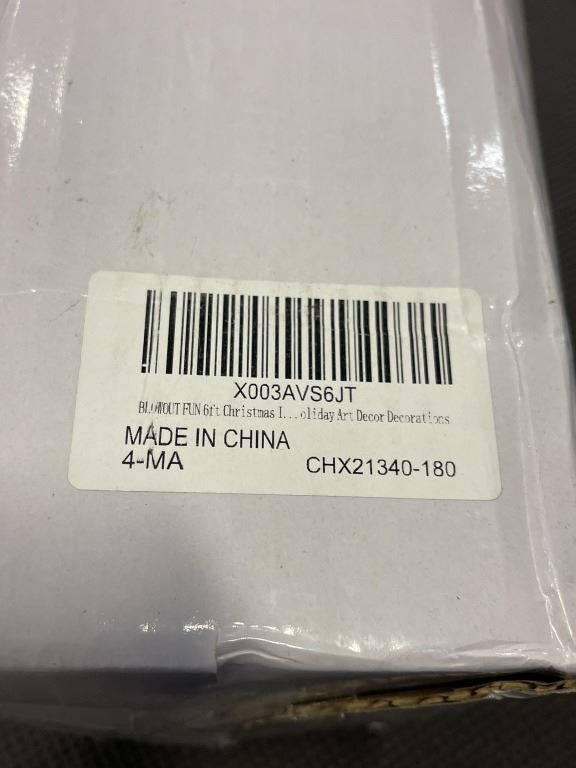 X003AVS6JT
BLOWOUT FUN 6ft Christmas I...oliday Art Decor Decorations
MADE IN CHINA
4-MA CHX21340-180